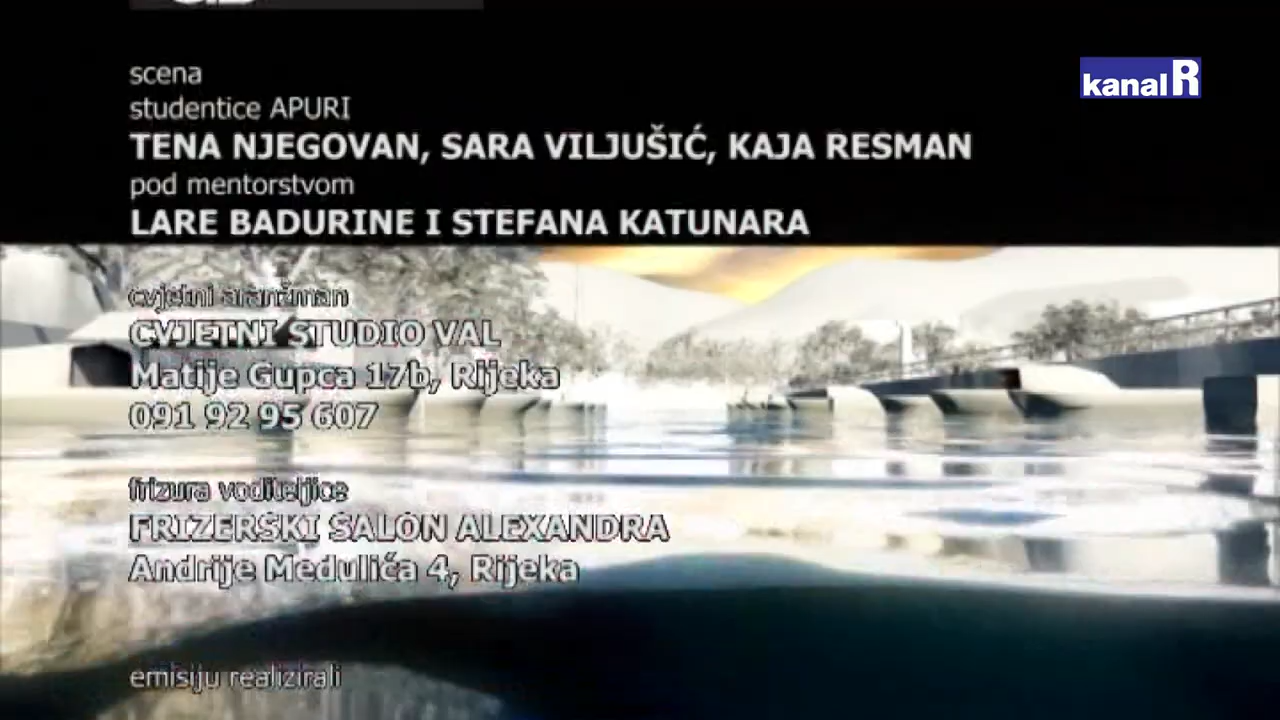 kanalR
scena
studentice APURI
TENA NJEGOVAN, SARA VILJUŠIĆ, KAJA RESMAN
pod mentorstvom
LARE BADURINE I STEFANA KATUNARA
cvjetni aranžman
CVJETNI STUDIO VAL
Matije Gupca 17b, Rijeka
091 92 95 607
frizura voditeljice
FRIZERSKI SALON ALEXANDRA
Andrije Medulića 4, Rijeka
emisiju realizirali